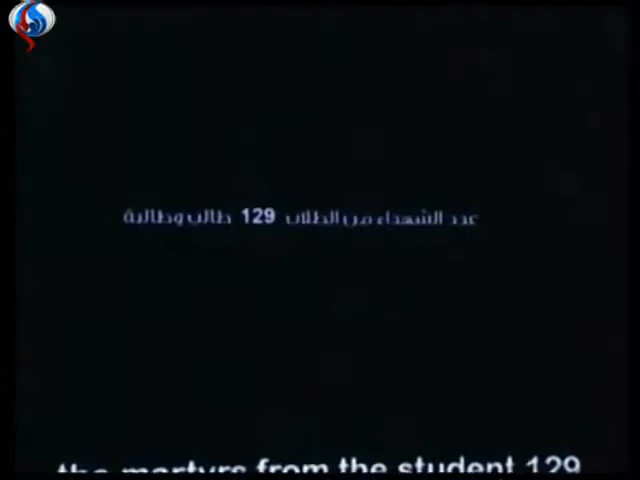 عدد الشهداء من الطلاب 129 طالب وطالبة
the martyrs from the student 129